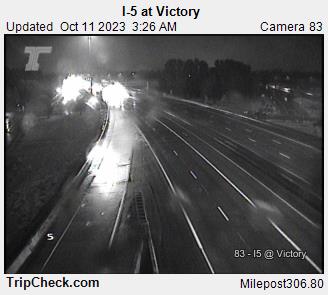 I-5 at Victory
Updated Oct 11 2023 3:26 AM Camera 83
T
S
83 - I5 @ Victory
TripCheck.com Milepost306.80